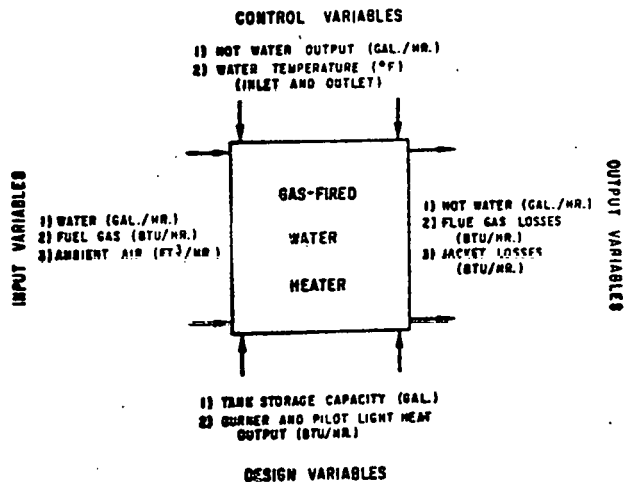 CONTROL VARIABLES
1) HOT WATER OUTPUT (GAL./HR.)
2) WATER TEMPERATURE (°F)
(INLET AND OUTLET)
INPUT VARIABLES
1) WATER (GAL./HR.)
2) FUEL GAS (BTU/HR.)
3) AMBIENT AIR (FT3/HR.)
GAS-FIRED
WATER
HEATER
1) HOT WATER (GAL./HR.)
2) FLUE GAS LOSSES
(BTU/HR.)
3) JACKET LOSSES
(BTU/HR.)
OUTPUT VARIABLES
1) TANK STORAGE CAPACITY (GAL.)
2) BURNER AND PILOT LIGHT HEAT
OUTPUT (BTU/HR.)
DESIGN VARIABLES